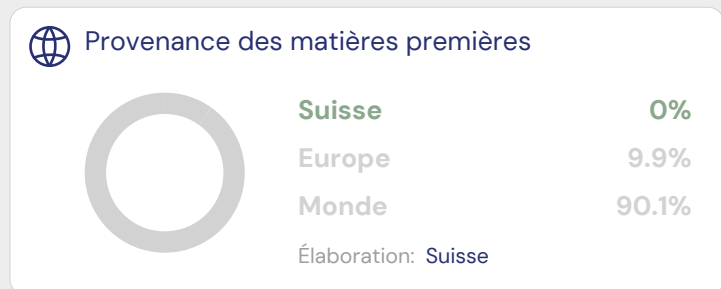 Provenance des matières premières
Suisse 0%
Europe 9.9%
Monde 90.1%
Élaboration: Suisse